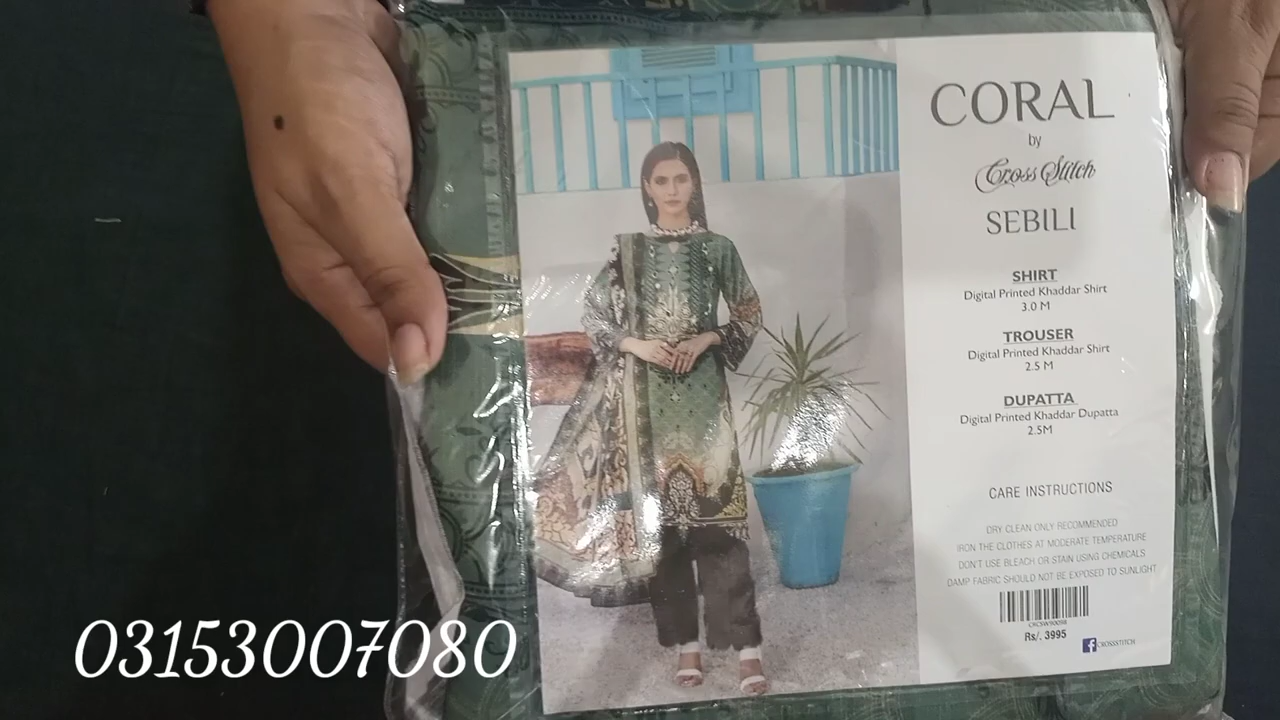 CORAL
by
Cross Stitch
SEBILI
SHIRT
Digital Printed Khaddar Shirt
3.0 M
TROUSER
Digital Printed Khaddar Shirt
2.5 M
DUPATTA
Digital Printed Khaddar Dupatta
2.5M
CARE INSTRUCTIONS
DRY CLEAN ONLY RECOMMENDED
IRON THE CLOTHES AT MODERATE TEMPERATURE
DON'T USE BLEACH OR STAIN USING CHEMICALS
DAMP FABRIC SHOULD NOT BE EXPOSED TO SUNLIGHT
Rs/. 3995
CROSSSTITCH
03153007080